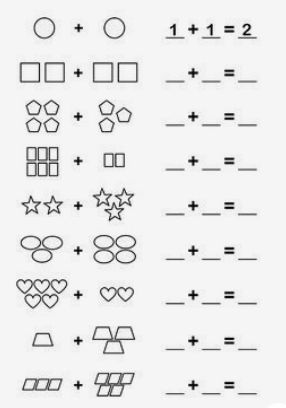 + 1 + 1 = 2
+ __ + __ = __
+ __ + __ = __
+ __ + __ = __
+ __ + __ = __
+ __ + __ = __
+ __ + __ = __
+ __ + __ = __
+ __ + __ = __